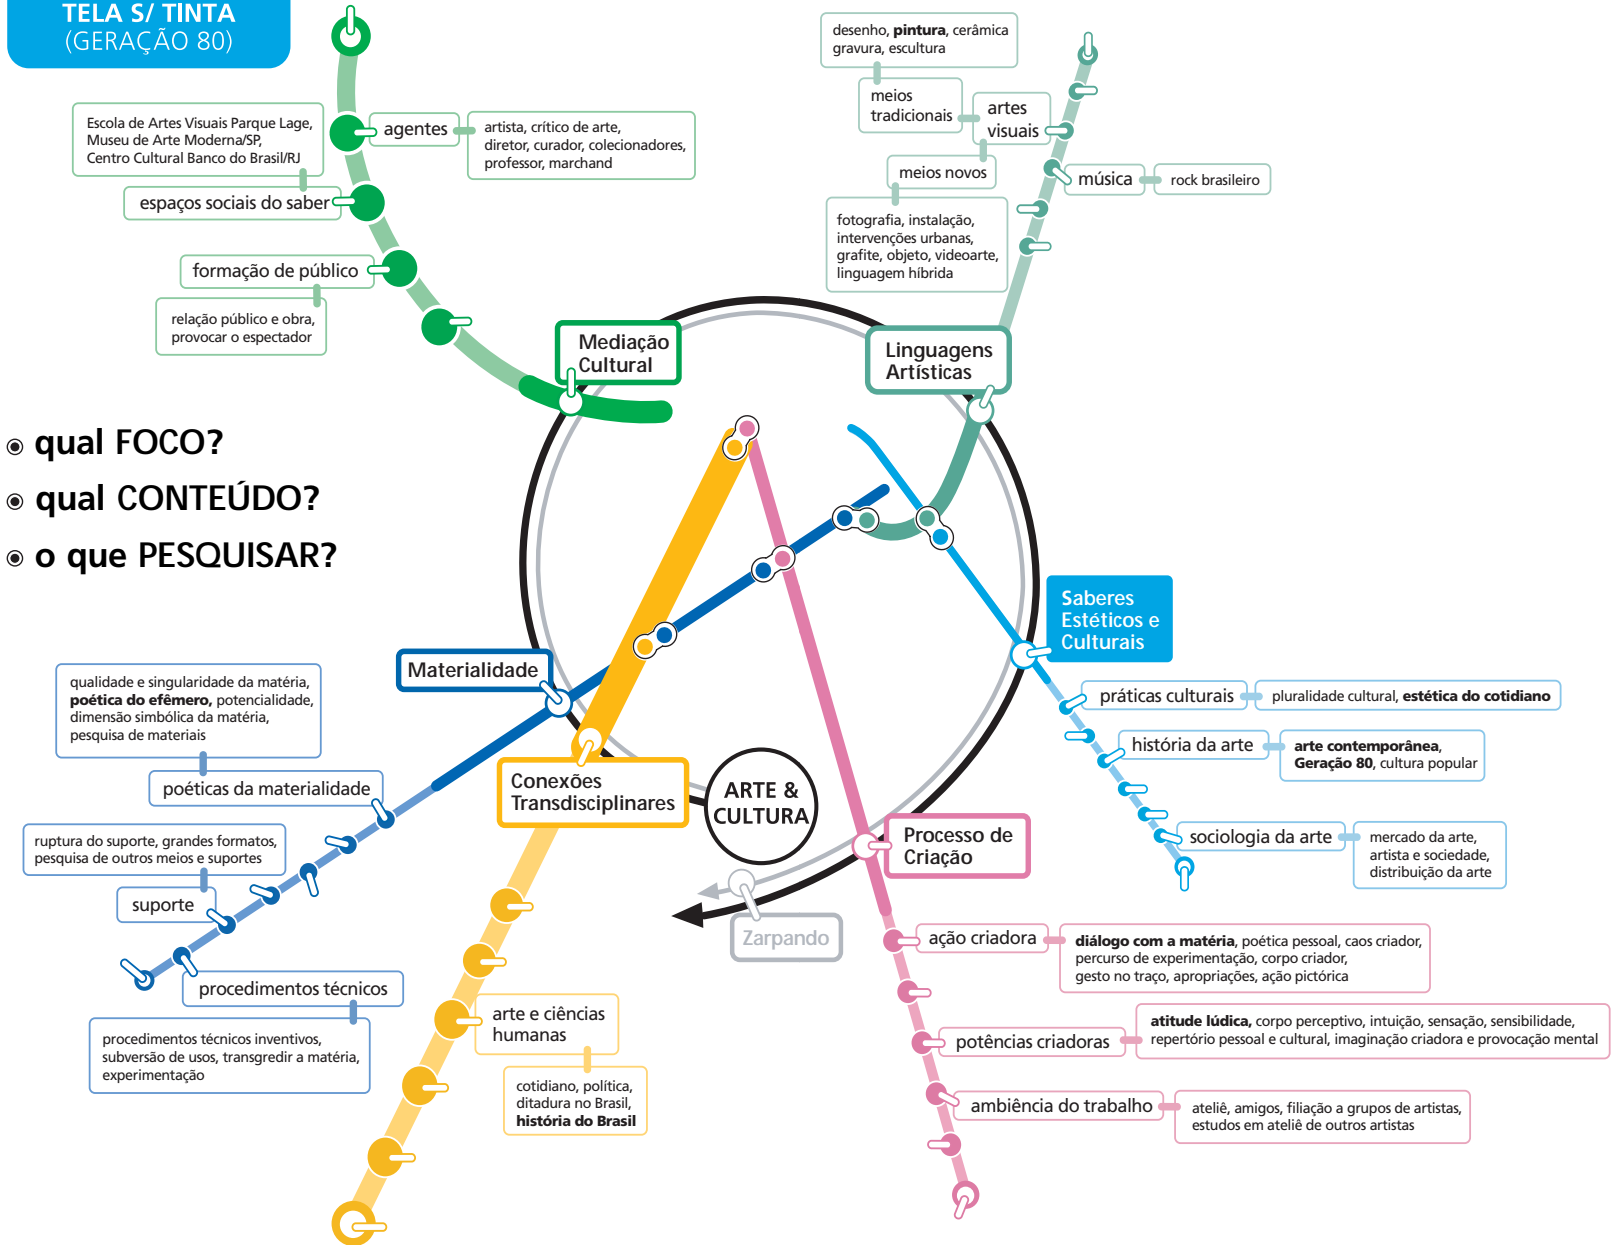 TELA S/ TINTA
(GERAÇÃO 80)
Escola de Artes Visuais Parque Lage,
Museu de Arte Moderna/SP,
Centro Cultural Banco do Brasil/RJ
agentes
artista, crítico de arte,
diretor, curador, colecionadores,
professor, marchand
espaços sociais do saber
formação de público
relação público e obra,
provocar o espectador
Mediação
Cultural
desenho, pintura, cerâmica
gravura, escultura
meios
tradicionais
artes
visuais
meios novos
música
rock brasileiro
fotografia, instalação,
intervenções urbanas,
grafite, objeto, videoarte,
linguagem híbrida
Linguagens
Artísticas
qual FOCO?
qual CONTEÚDO?
o que PESQUISAR?
Saberes
Estéticos e
Culturais
práticas culturais
pluralidade cultural, estética do cotidiano
história da arte
arte contemporânea,
Geração 80, cultura popular
sociologia da arte
mercado da arte,
artista e sociedade,
distribuição da arte
Materialidade
qualidade e singularidade da matéria,
poética do efêmero, potencialidade,
dimensão simbólica da matéria,
pesquisa de materiais
poéticas da materialidade
ruptura do suporte, grandes formatos,
pesquisa de outros meios e suportes
suporte
procedimentos técnicos
procedimentos técnicos inventivos,
subversão de usos, transgredir a matéria,
experimentação
Conexões
Transdisciplinares
ARTE &
CULTURA
Zarpando
arte e ciências
humanas
cotidiano, política,
ditadura no Brasil,
história do Brasil
Processo de
Criação
ação criadora
diálogo com a matéria, poética pessoal, caos criador,
percurso de experimentação, corpo criador,
gesto no traço, apropriações, ação pictórica
potências criadoras
atitude lúdica, corpo perceptivo, intuição, sensação, sensibilidade,
repertório pessoal e cultural, imaginação criadora e provocação mental
ambiência do trabalho
ateliê, amigos, filiação a grupos de artistas,
estudos em ateliê de outros artistas